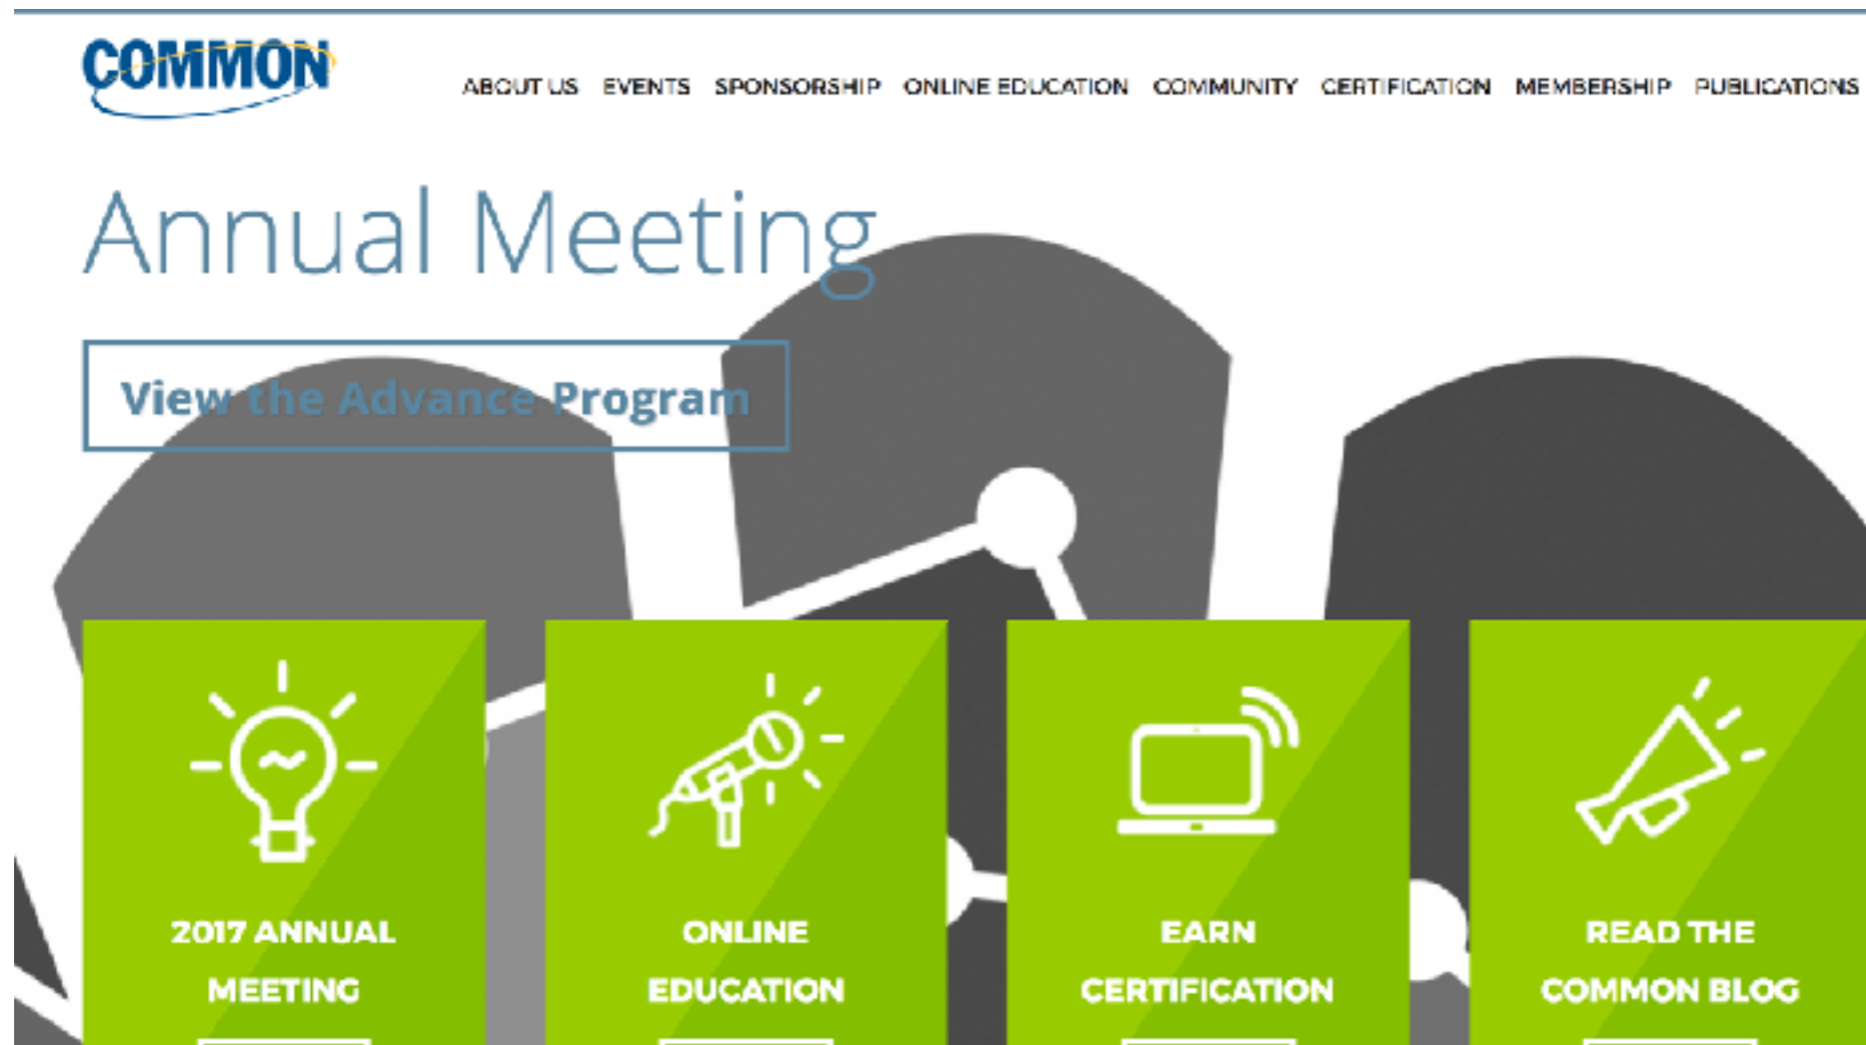 COMMON
ABOUT US EVENTS SPONSORSHIP ONLINE EDUCATION COMMUNITY CERTIFICATION MEMBERSHIP PUBLICATIONS
Annual Meeting
View the Advance Program
2017 ANNUAL
MEETING
ONLINE
EDUCATION
EARN
CERTIFICATION
READ THE
COMMON BLOG